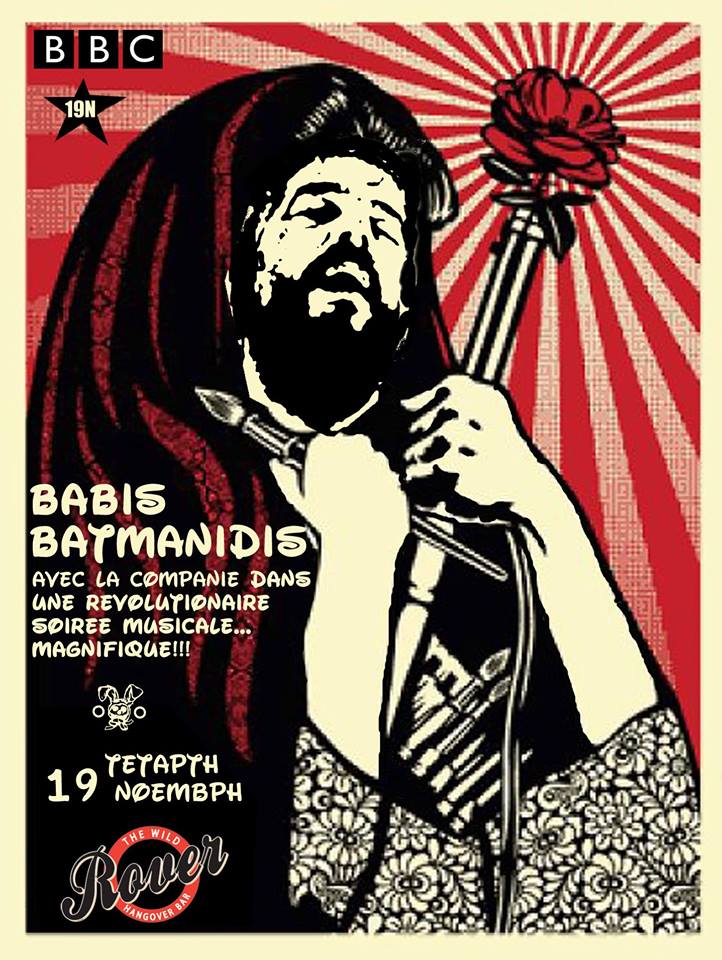 BBC
19N
BABIS
BATMANIDIS
AVEC LA COMPANIE DANS
UNE REVOLUTIONAIRE
SOIREE MUSICALE...
MAGNIFIQUE!!!
19 ΤΕΤΑΡΤΗ
ΝΟΕΜΒΡΗ
THE WILD
Rover
HANGOVER BAR